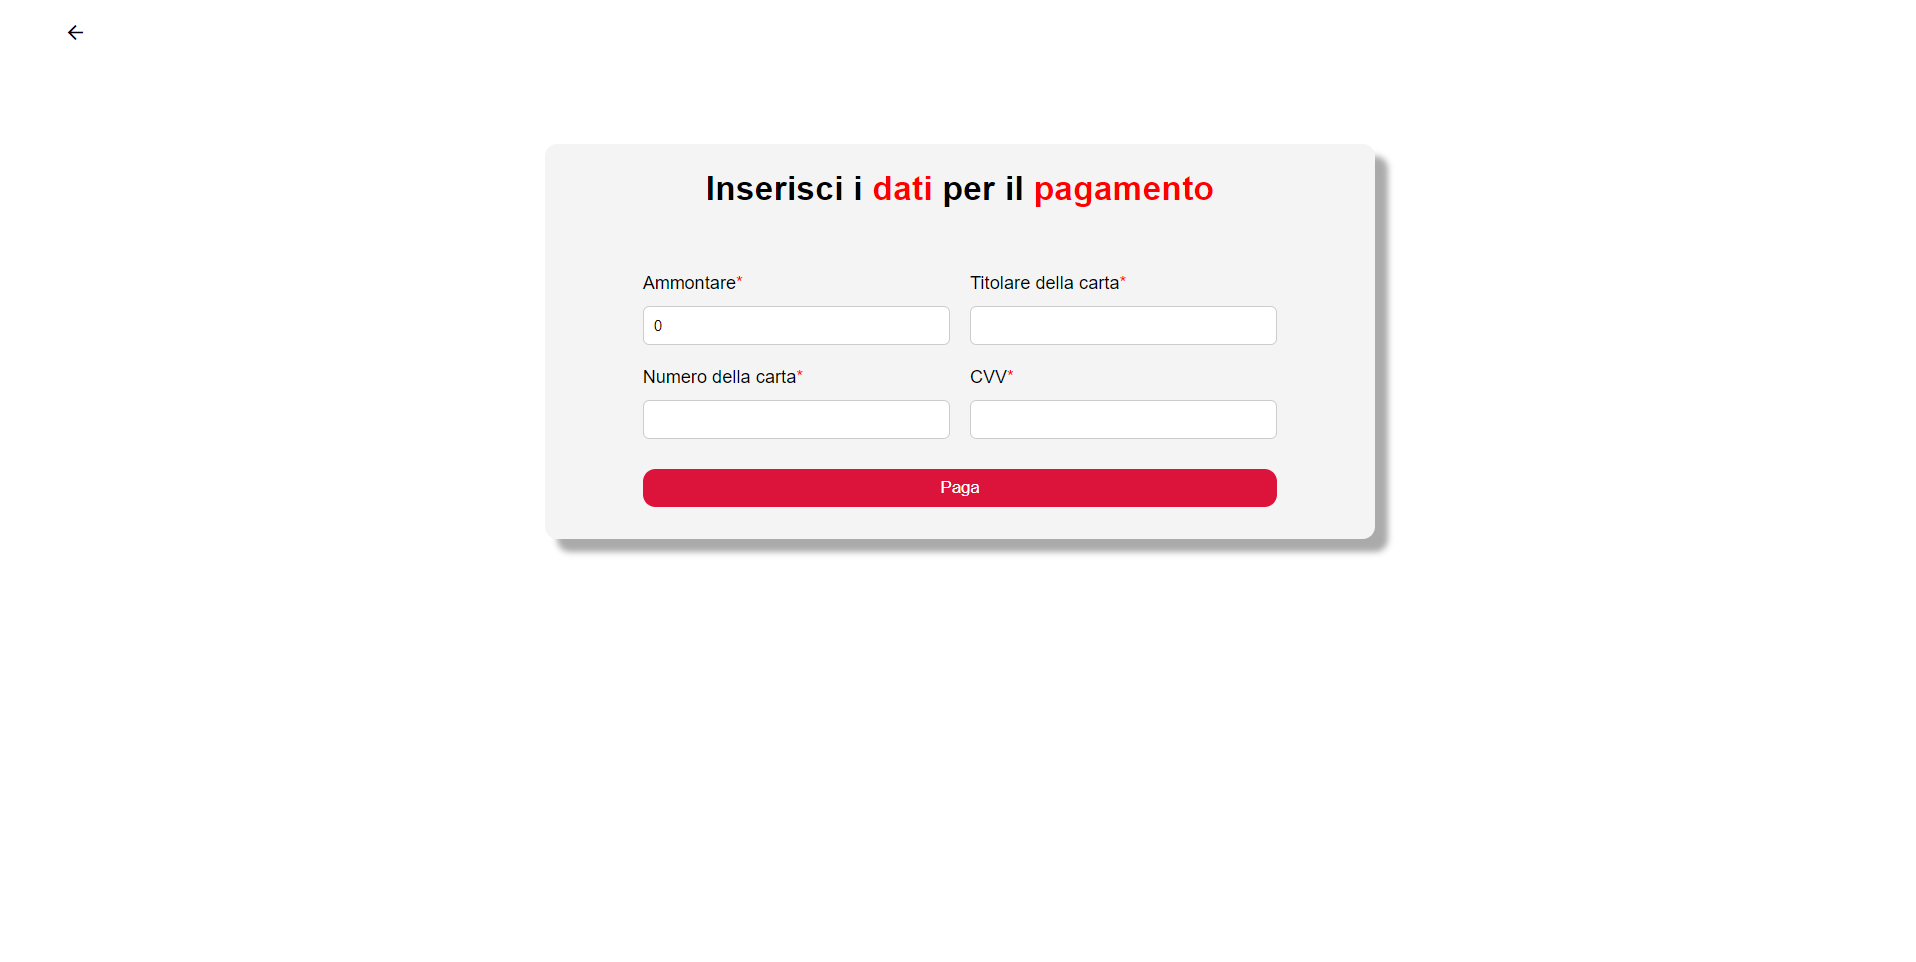 Inserisci i dati per il pagamento
Ammontare*
Titolare della carta*
0
Numero della carta*
CVV*
Paga